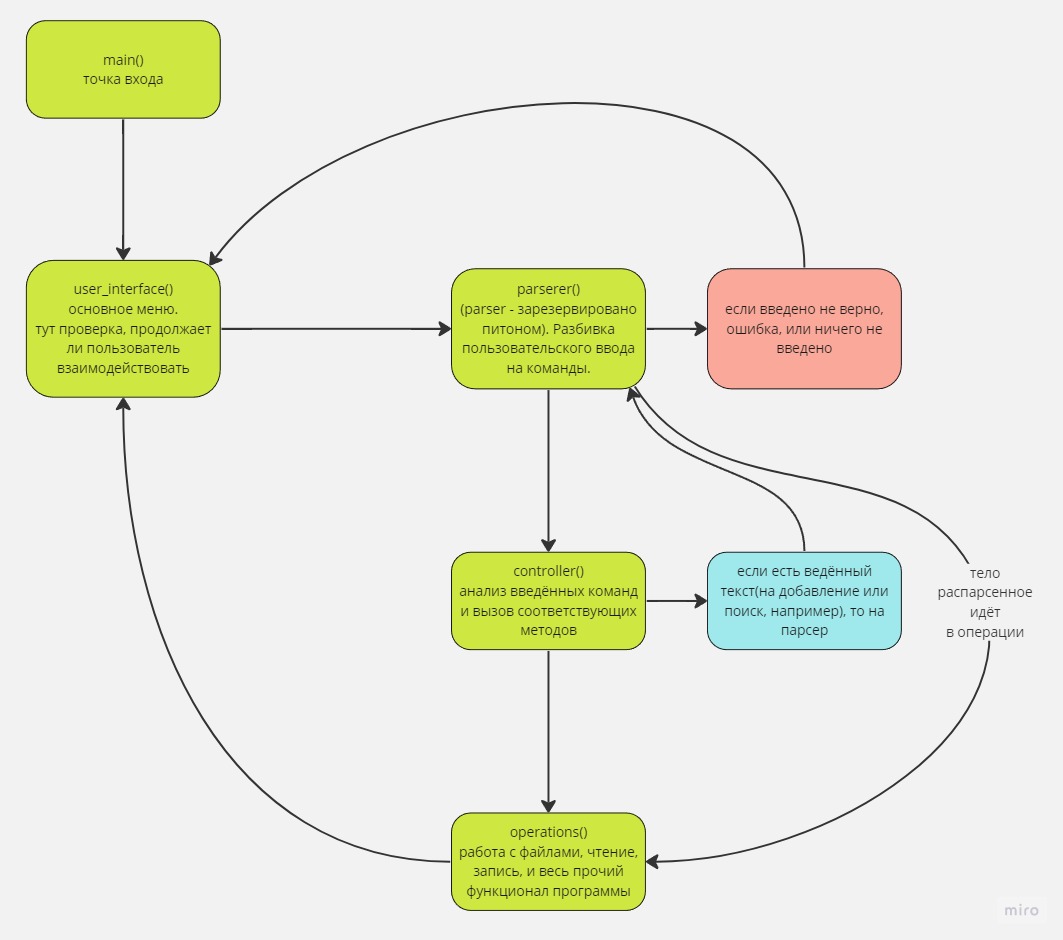 main()
точка входа
user_interface()
основное меню.
тут проверка, продолжает
ли пользователь
взаимодействовать
parserer()
(parser - зарезервировано
питоном). Разбивка
пользовательского ввода
на команды.
если введено не верно,
ошибка, или ничего не
введено
controller()
анализ введённых команд
и вызов соответствующих
методов
если есть ведённый
текст(на добавление или
поиск, например), то на
парсер
тело
распарсенное
идёт
в операции
operations()
работа с файлами, чтение,
запись, и весь прочий
функционал программы
miro